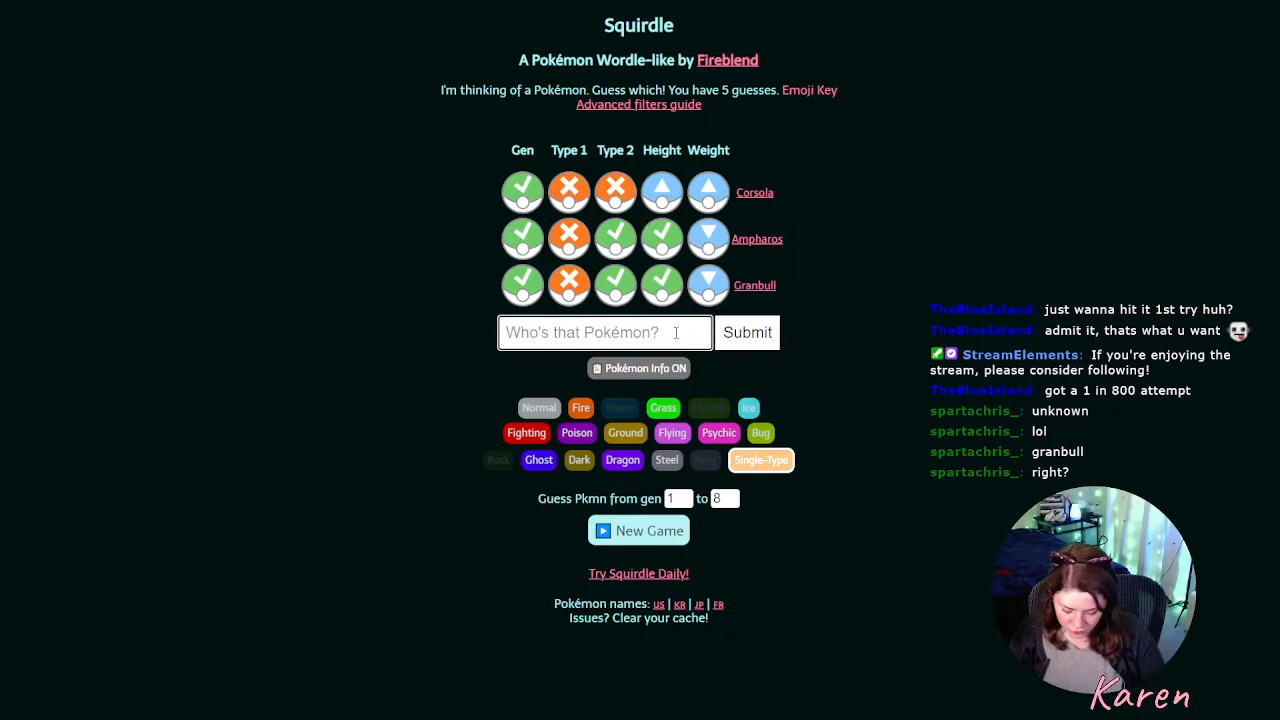 Squirdle
A Pokémon Wordle-like by Fireblend
I'm thinking of a Pokémon. Guess which! You have 5 guesses. Emoji Key
Advanced filters guide
Gen Type 1 Type 2 Height Weight
Corsola
Ampharos
Granbull
Who's that Pokémon? Submit
Pokémon Info ON
Normal Fire Water Grass Electric Ice
Fighting Poison Ground Flying Psychic Bug
Rock Ghost Dark Dragon Steel Fairy Single-Type
Guess Pkmn from gen 1 to 8
New Game
Try Squirdle Daily!
Pokémon names: US | KR | JP | FR
Issues? Clear your cache!
TheBlueIsland: just wanna hit it 1st try huh?
TheBlueIsland: admit it, thats what u want
StreamElements: If you're enjoying the
stream, please consider following!
TheBlueIsland: got a 1 in 800 attempt
spartachris_: unknown
spartachris_: lol
spartachris_: granbull
spartachris_: right?
Karen